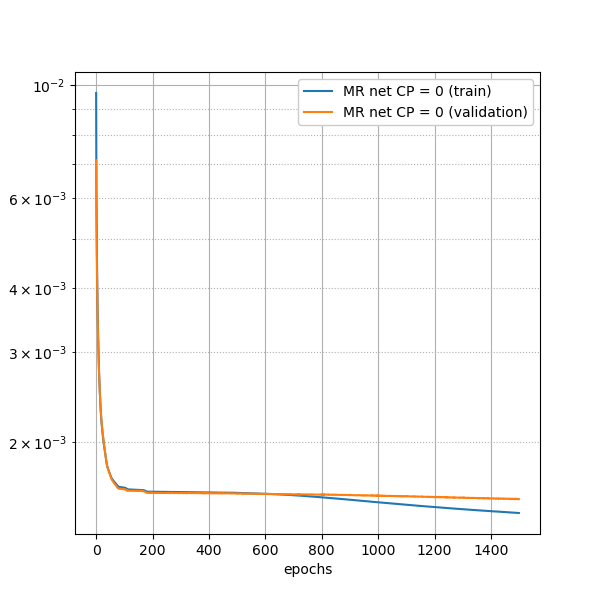 10⁻²
MR net CP = 0 (train)
MR net CP = 0 (validation)
6 × 10⁻³
4 × 10⁻³
3 × 10⁻³
2 × 10⁻³
0 200 400 600 800 1000 1200 1400
epochs